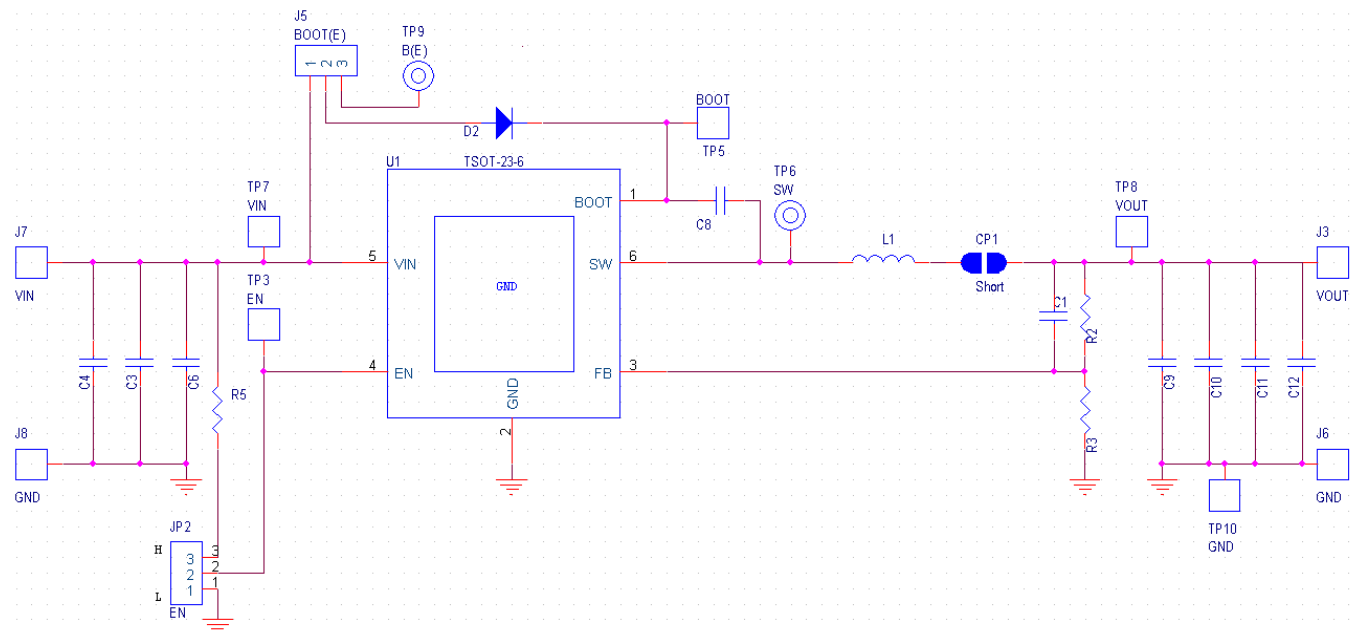 J5
BOOT(E)
1 2 3
TP9
B(E)
D2
BOOT
TP5
U1
TSOT-23-6
TP7
VIN
TP6
SW
TP8
VOUT
BOOT
1
C8
J7
VIN
5
VIN
SW
6
L1
CP1
Short
J3
VOUT
GND
TP3
EN
C1
R2
4
EN
FB
3
C4
C3
C6
R5
GND
2
C9
C10
C11
C12
J8
GND
R3
J6
GND
TP10
GND
JP2
H
3
3
2
2
1
1
L
EN